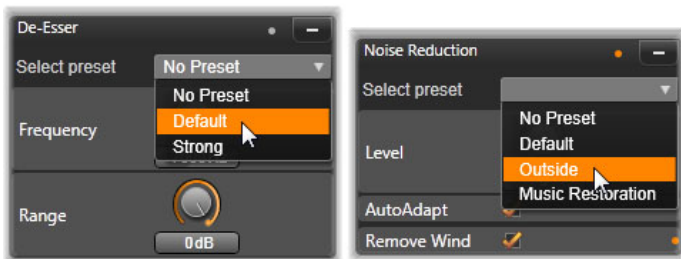 De-Esser
Select preset No Preset
No Preset
Default
Strong
Frequency
Range
0dB
Noise Reduction
Select preset
No Preset
Default
Outside
Music Restoration
Level
AutoAdapt
Remove Wind